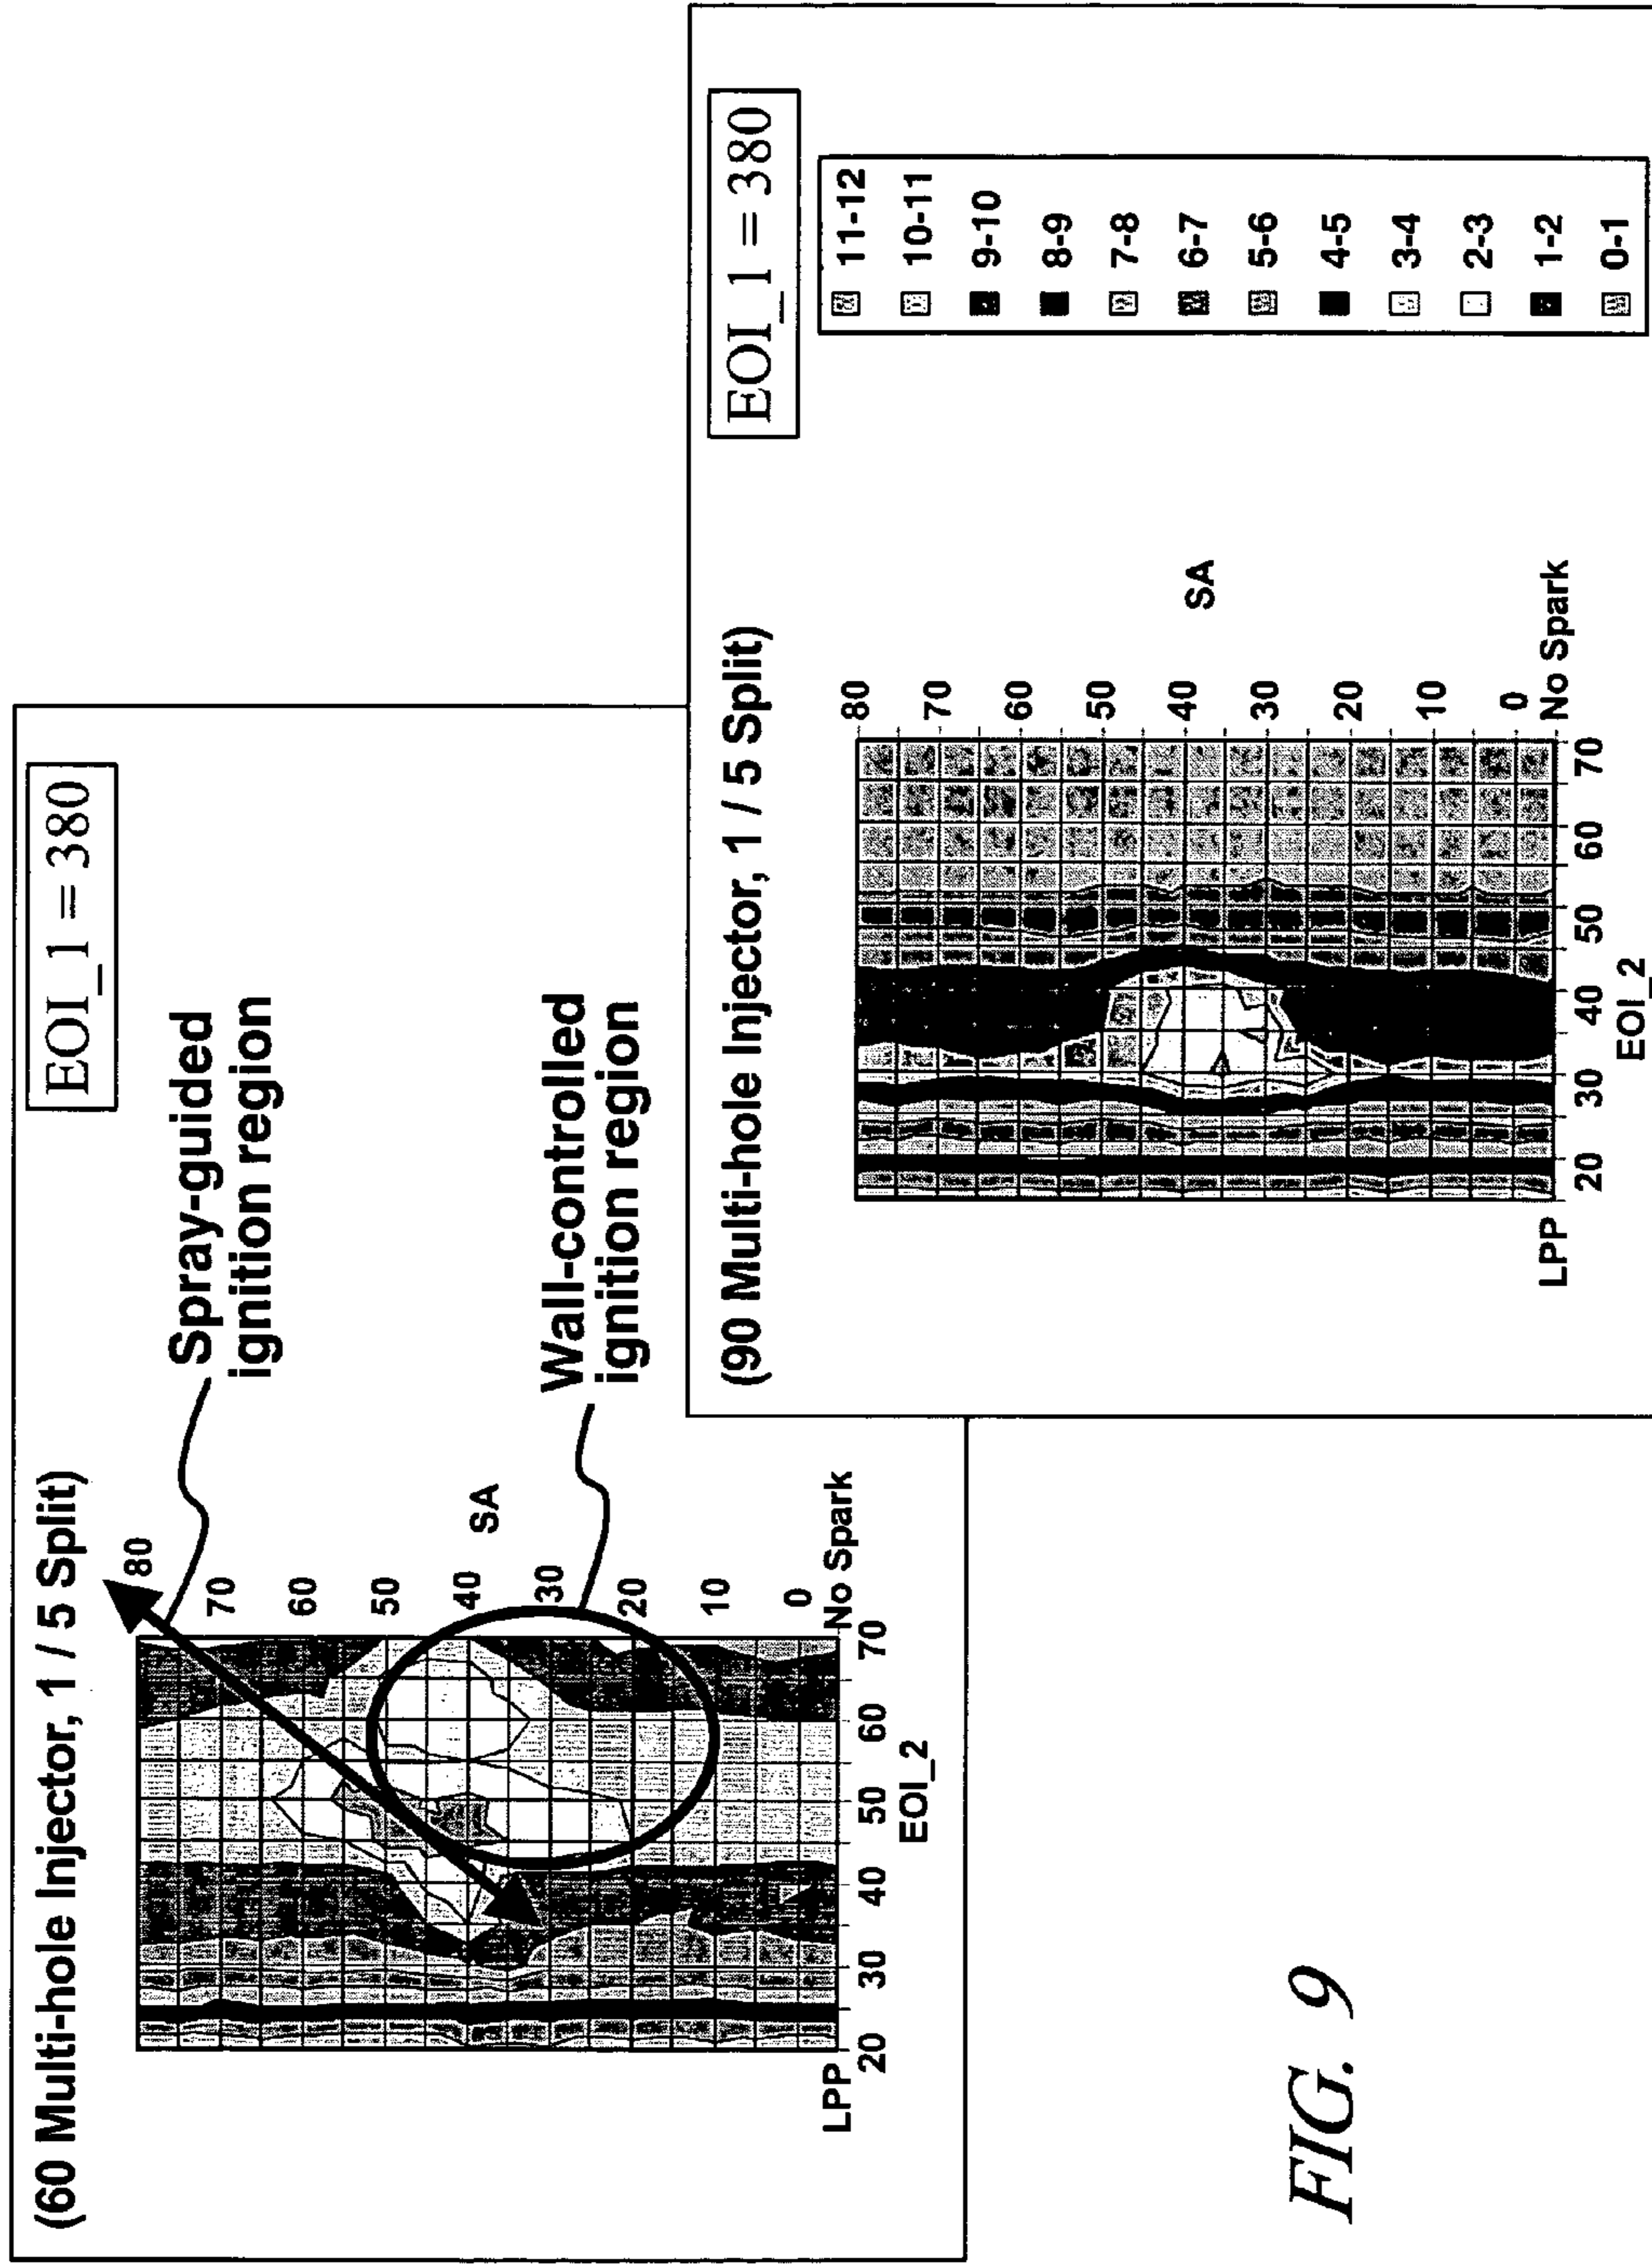 (60 Multi-hole Injector, 1 / 5 Split)
EOI_1 = 380
80
70
60
50
40
30
20
10
0
No Spark
SA
Spray-guided
ignition region
Wall-controlled
ignition region
LPP
20
30
40
50
60
70
EOI_2
(90 Multi-hole Injector, 1 / 5 Split)
EOI_1 = 380
80
70
60
50
40
30
20
10
0
No Spark
SA
LPP
20
30
40
50
60
70
EOI_2
11-12
10-11
9-10
8-9
7-8
6-7
5-6
4-5
3-4
2-3
1-2
0-1
FIG. 9